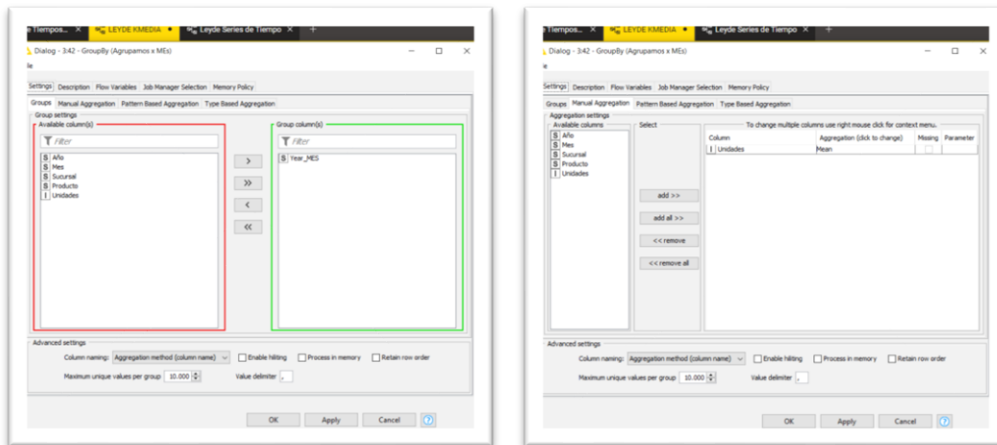 e Tiempos... × LEYDE KMEDIA • Leyde Series de Tiempo × +
Dialog - 3:42 - GroupBy (Agrupamos x MEs)
le
Settings Description Flow Variables Job Manager Selection Memory Policy
Groups Manual Aggregation Pattern Based Aggregation Type Based Aggregation
Group settings
Available column(s) Group column(s)
Filter Filter
S Año S Year_MES
S Mes >
S Sucursal
S Producto >>
I Unidades
<
<<
Advanced settings
Column naming: Aggregation method (column name) Enable hiliting Process in memory Retain row order
Maximum unique values per group 10.000 Value delimiter ,
OK Apply Cancel ?
e Tiempos... × LEYDE KMEDIA • Leyde Series de Tiempo × +
Dialog - 3:42 - GroupBy (Agrupamos x MEs)
le
Settings Description Flow Variables Job Manager Selection Memory Policy
Groups Manual Aggregation Pattern Based Aggregation Type Based Aggregation
Aggregation settings
Available columns Select To change multiple columns use right mouse click for context menu.
S Año Column Aggregation (click to change) Missing Parameter
S Mes I Unidades Mean
S Sucursal
S Producto
I Unidades
add >>
add all >>
<< remove
<< remove all
Advanced settings
Column naming: Aggregation method (column name) Enable hiliting Process in memory Retain row order
Maximum unique values per group 10.000 Value delimiter ,
OK Apply Cancel ?